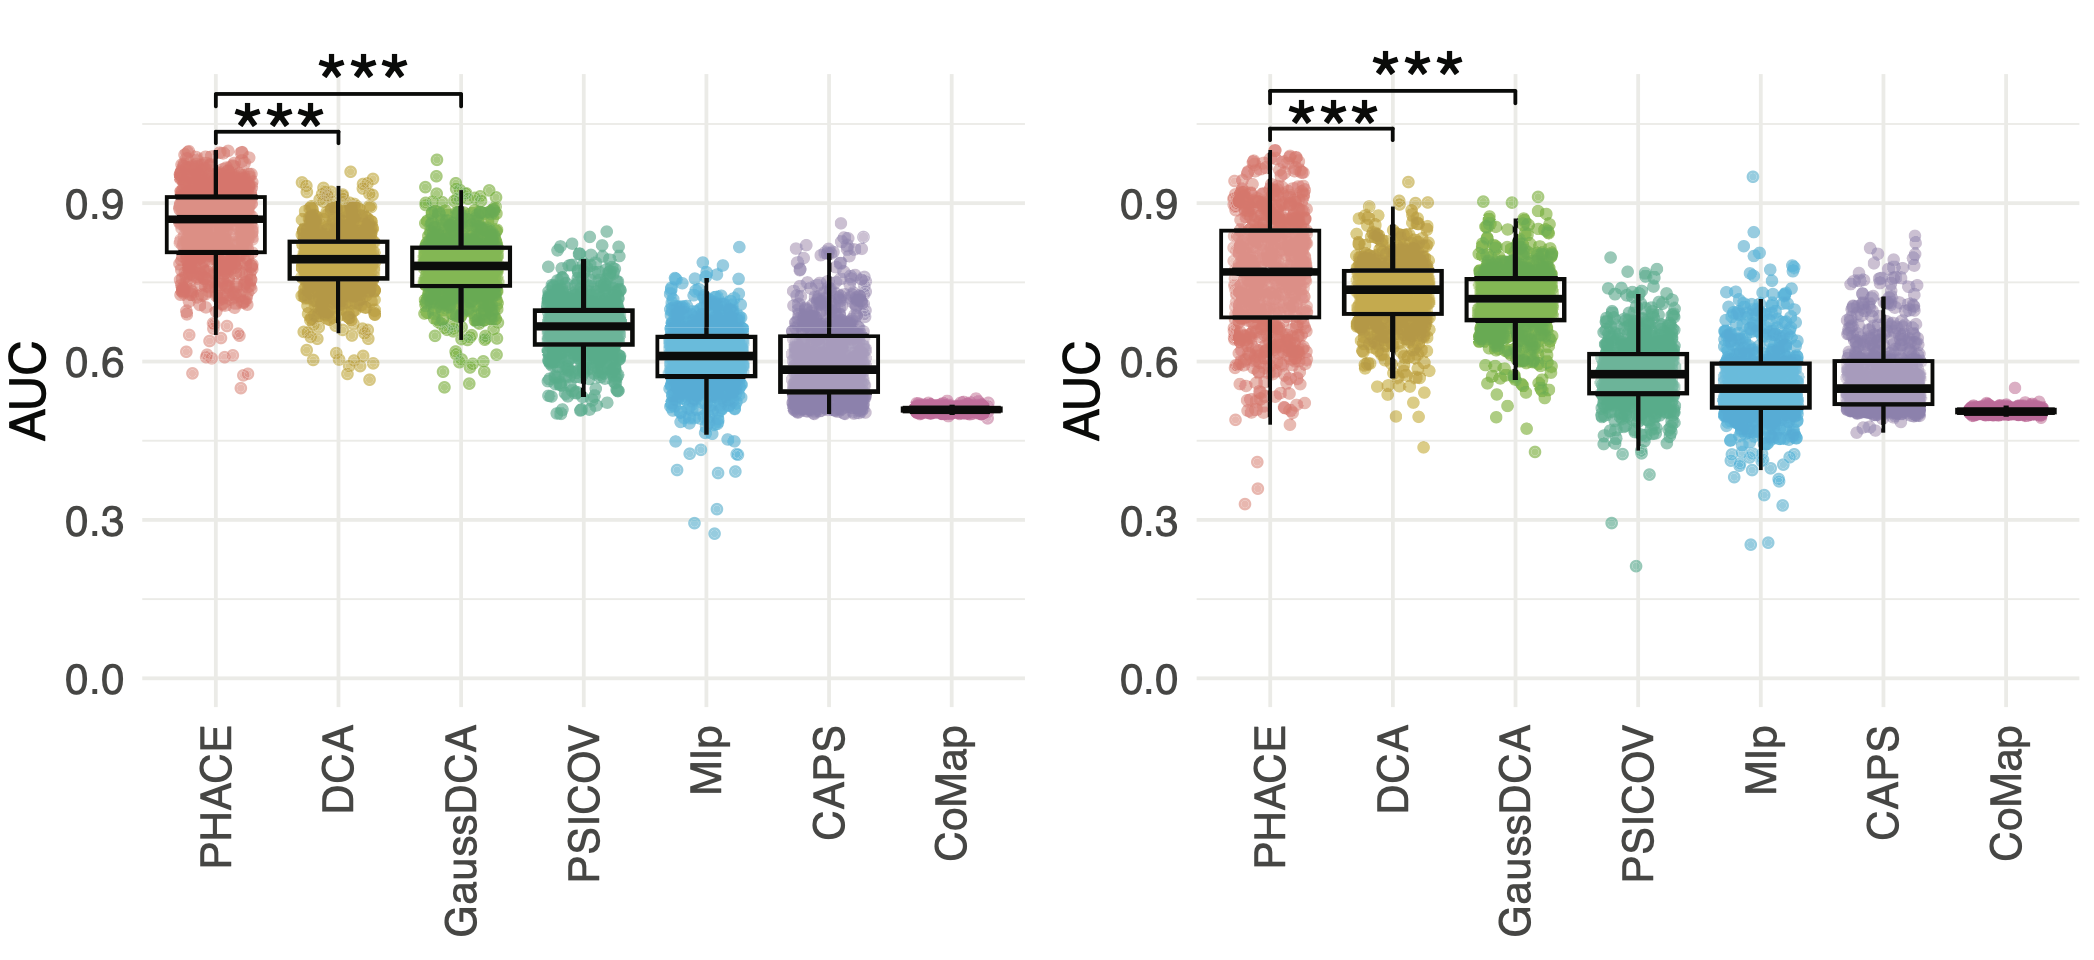 ***
***
0.9
0.6
0.3
0.0
AUC
PHACE
DCA
GaussDCA
PSICOV
MIp
CAPS
CoMap
***
***
0.9
0.6
0.3
0.0
AUC
PHACE
DCA
GaussDCA
PSICOV
MIp
CAPS
CoMap